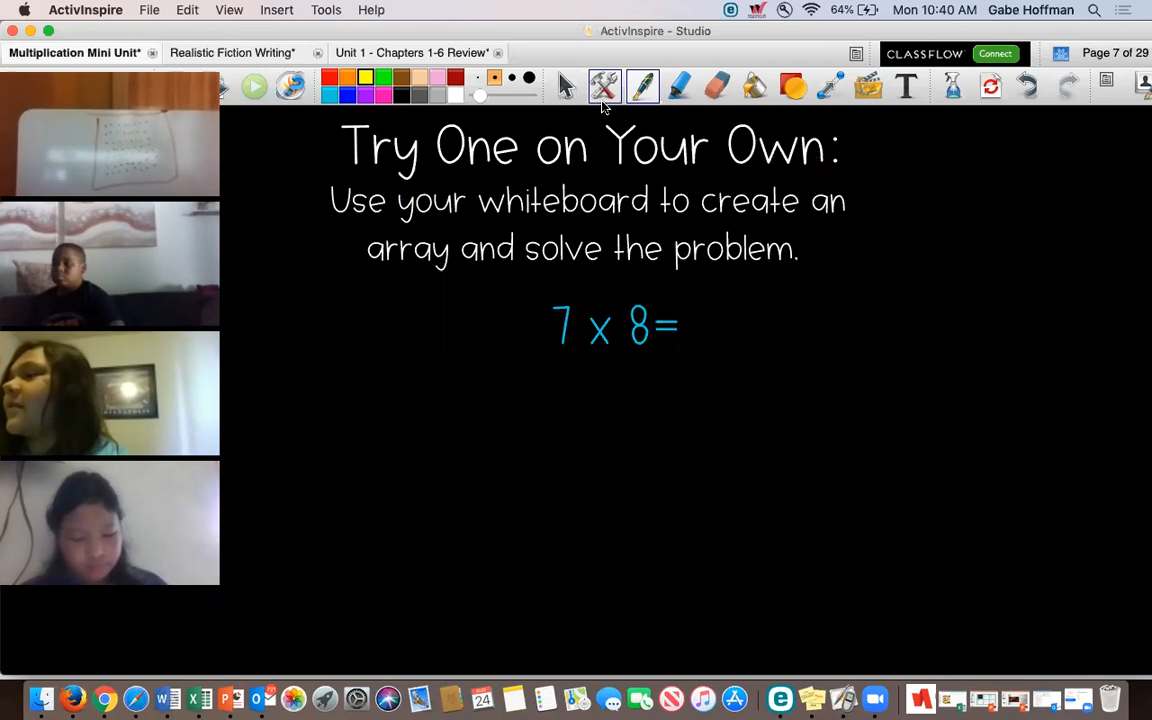 ActivInspire File Edit View Insert Tools Help 64% Mon 10:40 AM Gabe Hoffman
ActivInspire - Studio
Multiplication Mini Unit* Realistic Fiction Writing* Unit 1 - Chapters 1-6 Review* CLASSFLOW Connect Page 7 of 29
Try One on Your Own:
Use your whiteboard to create an
array and solve the problem.
7 x 8=